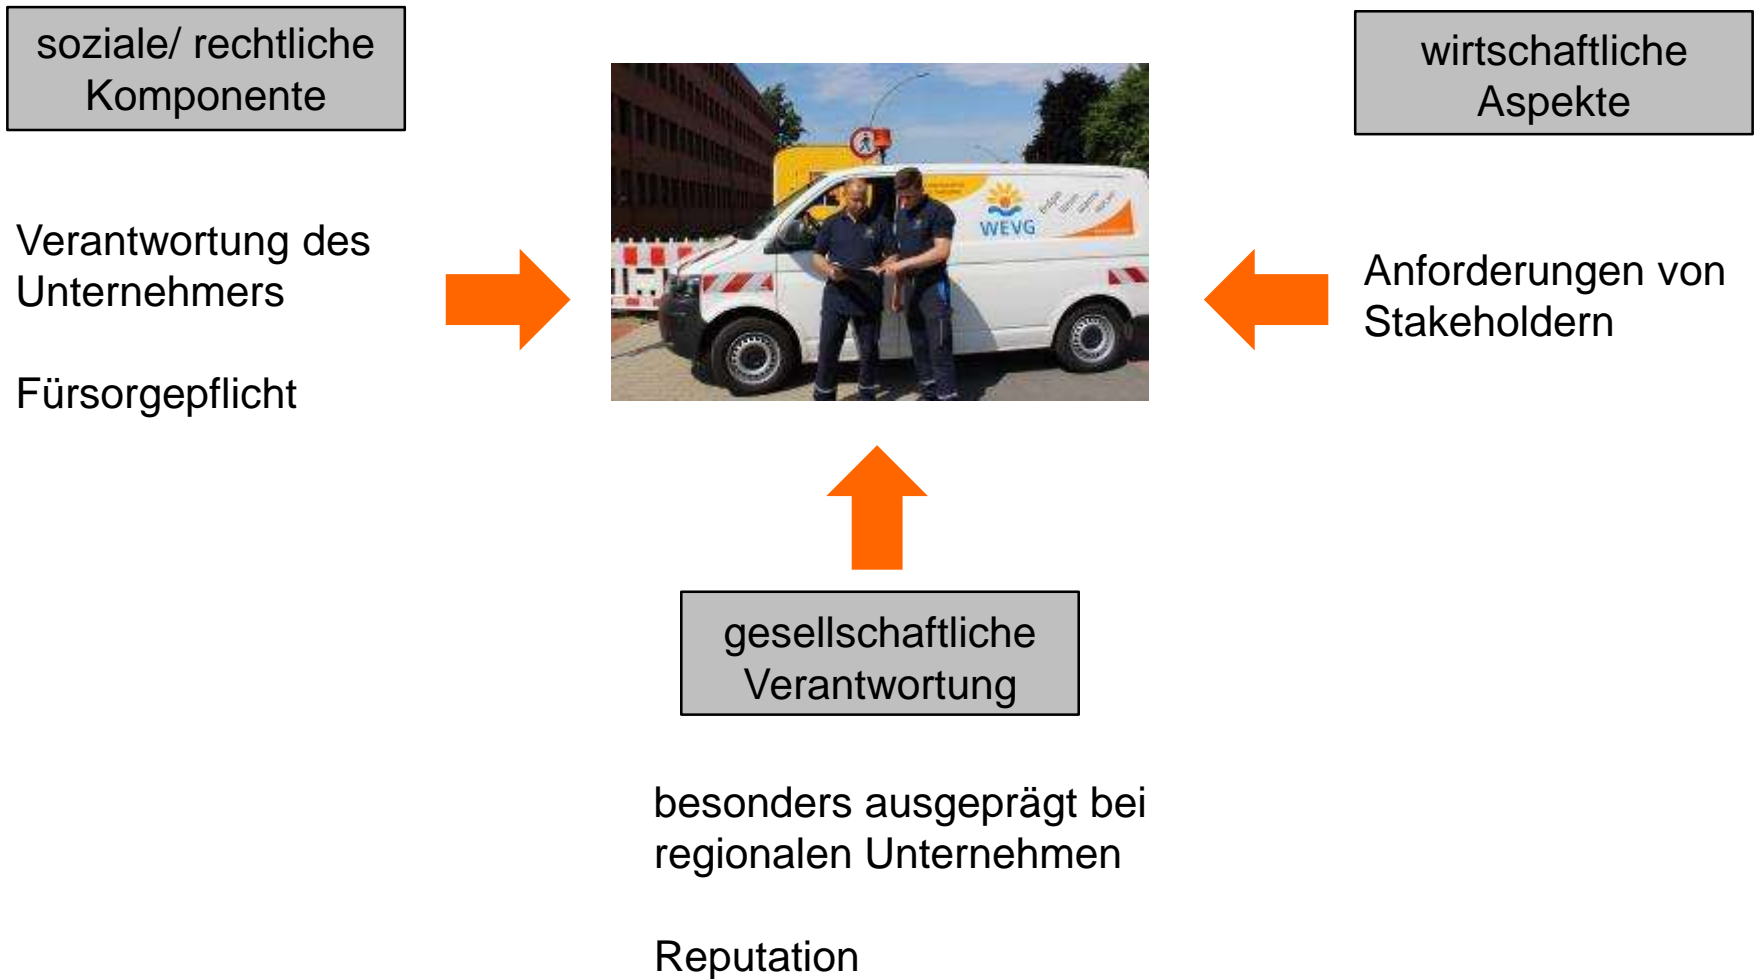 soziale/ rechtliche
Komponente
Verantwortung des
Unternehmers
Fürsorgepflicht
WEVG
wirtschaftliche
Aspekte
Anforderungen von
Stakeholdern
gesellschaftliche
Verantwortung
besonders ausgeprägt bei
regionalen Unternehmen
Reputation